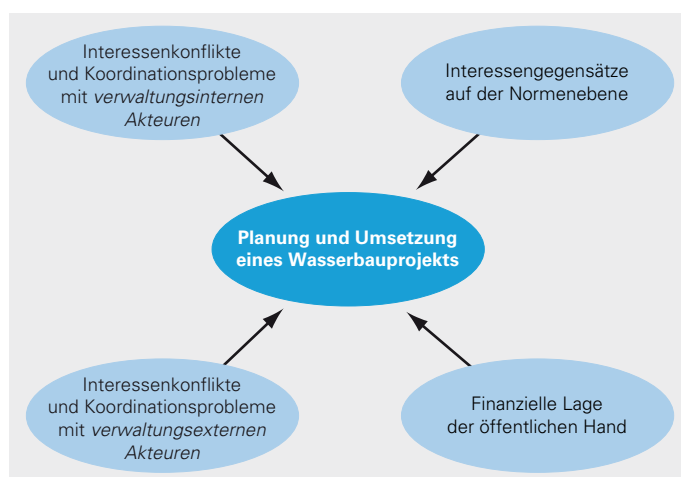 Interessenkonflikte
und Koordinationsprobleme
mit verwaltungsinternen
Akteuren
Interessengegensätze
auf der Normenebene
Planung und Umsetzung
eines Wasserbauprojekts
Interessenkonflikte
und Koordinationsprobleme
mit verwaltungsexternen
Akteuren
Finanzielle Lage
der öffentlichen Hand